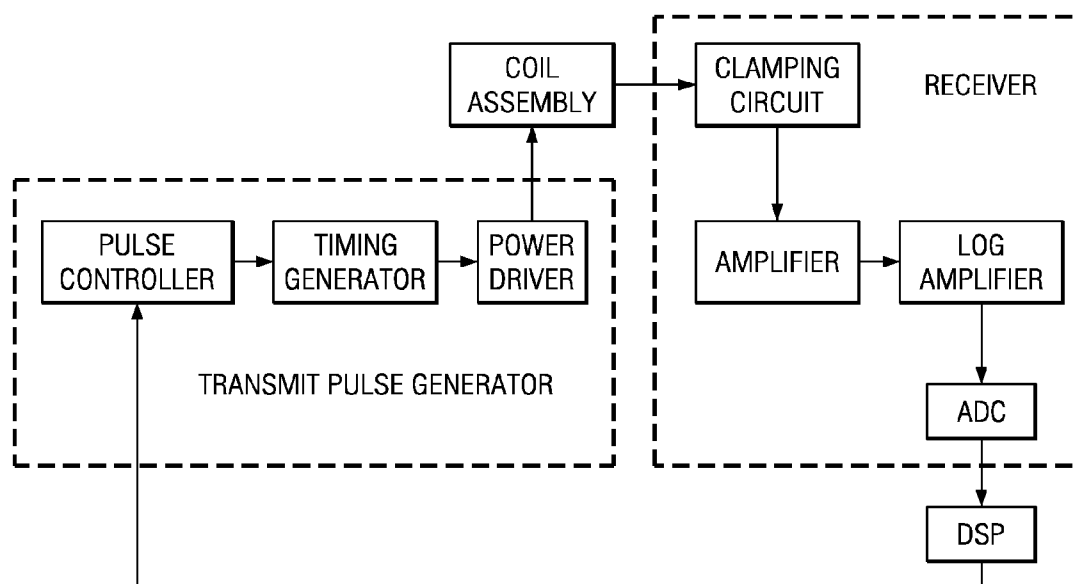 COIL
ASSEMBLY
CLAMPING
CIRCUIT
RECEIVER
PULSE
CONTROLLER
TIMING
GENERATOR
POWER
DRIVER
AMPLIFIER
LOG
AMPLIFIER
TRANSMIT PULSE GENERATOR
ADC
DSP